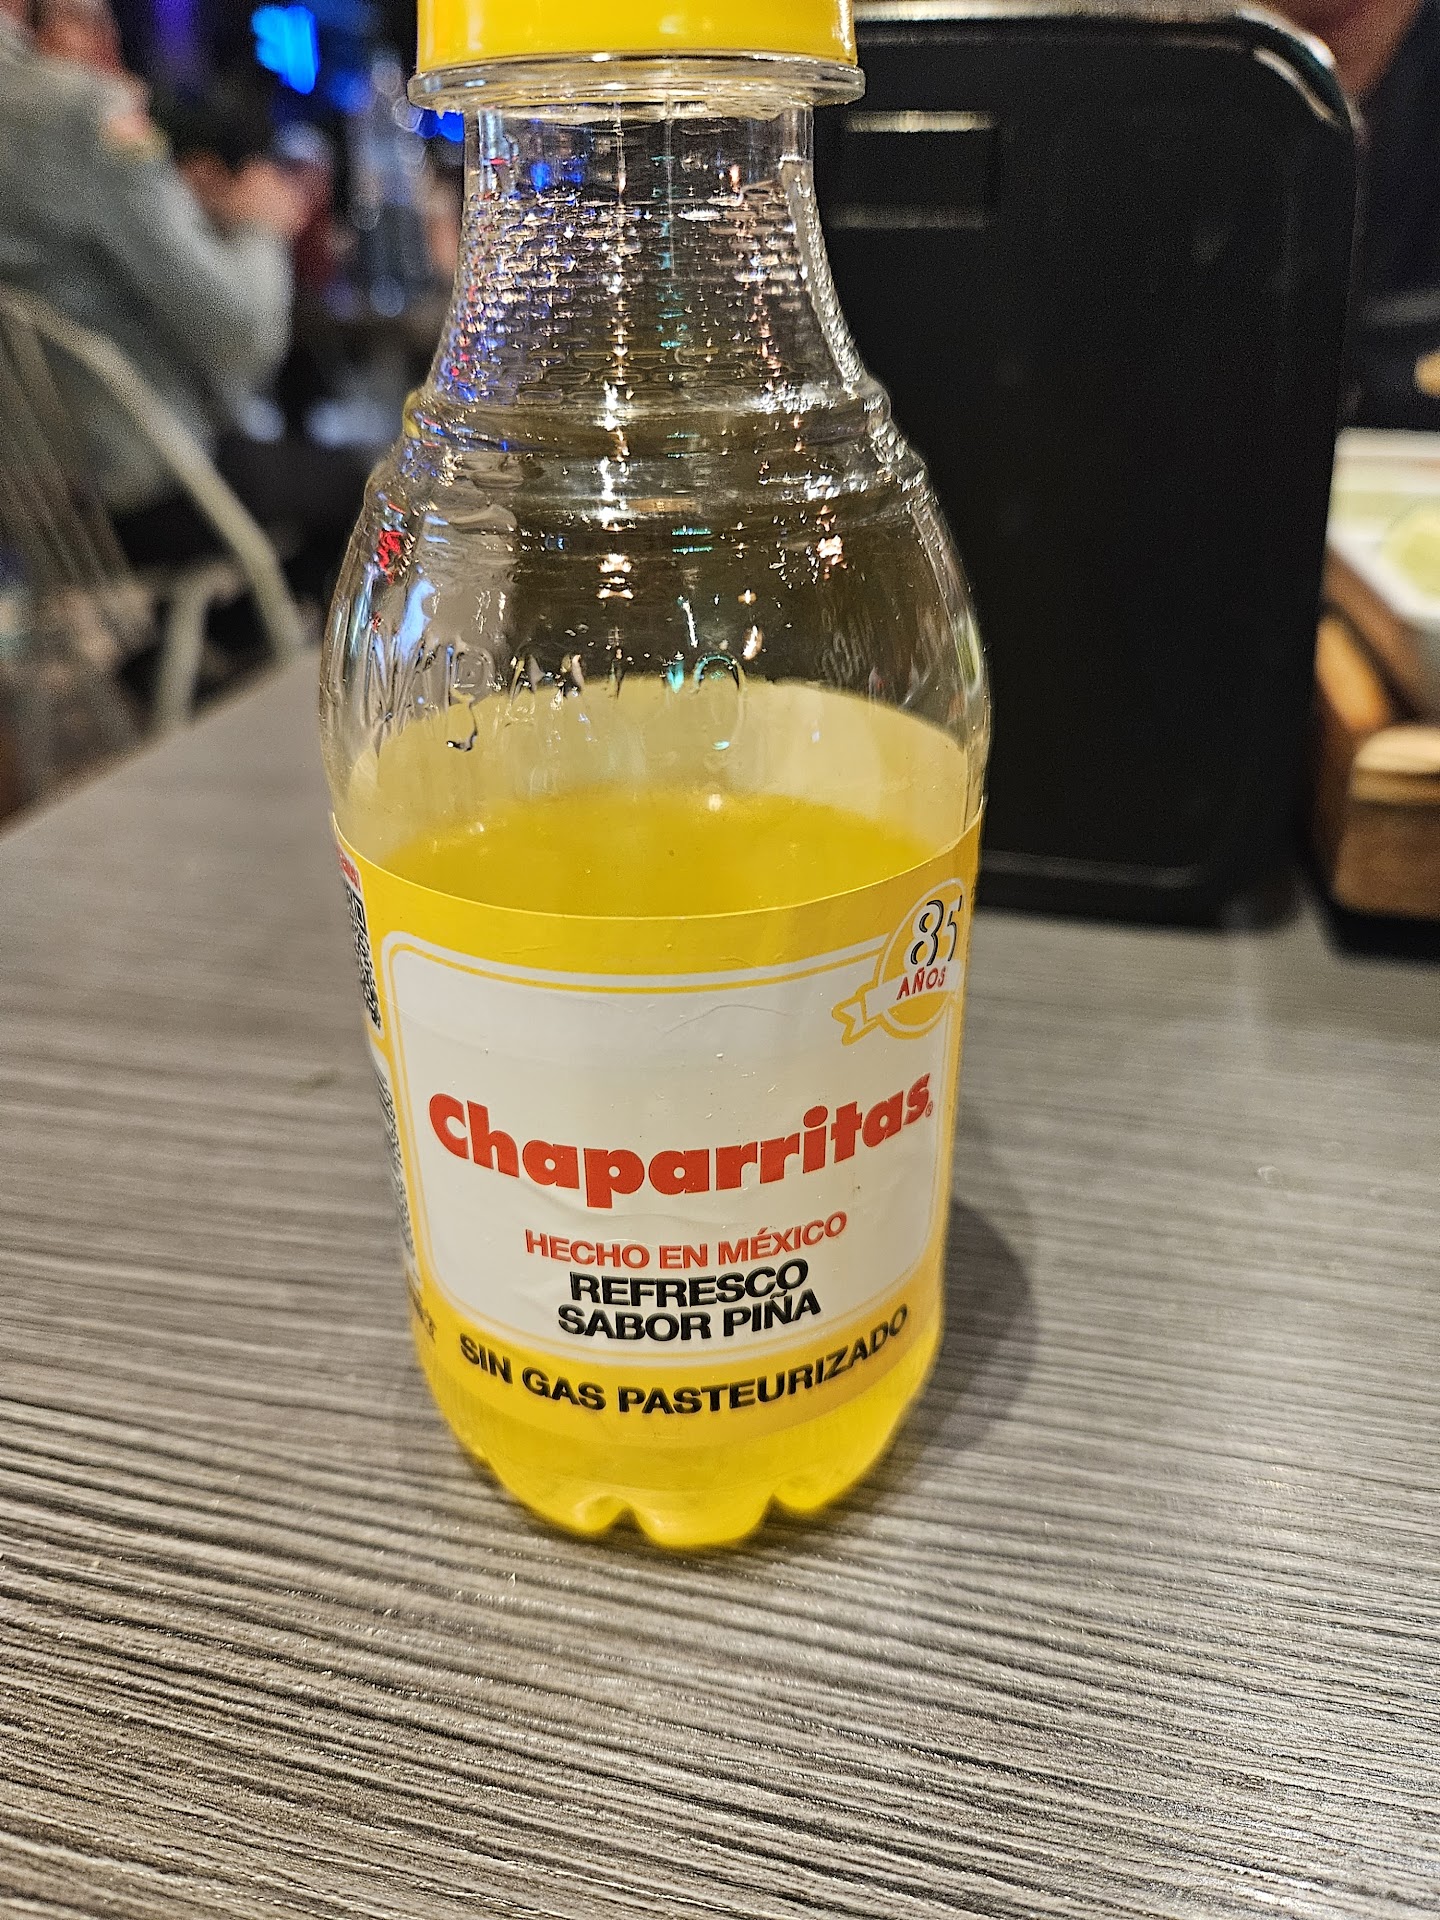 85
AÑOS
Chaparritas®
HECHO EN MÉXICO
REFRESCO
SABOR PIÑA
SIN GAS PASTEURIZADO